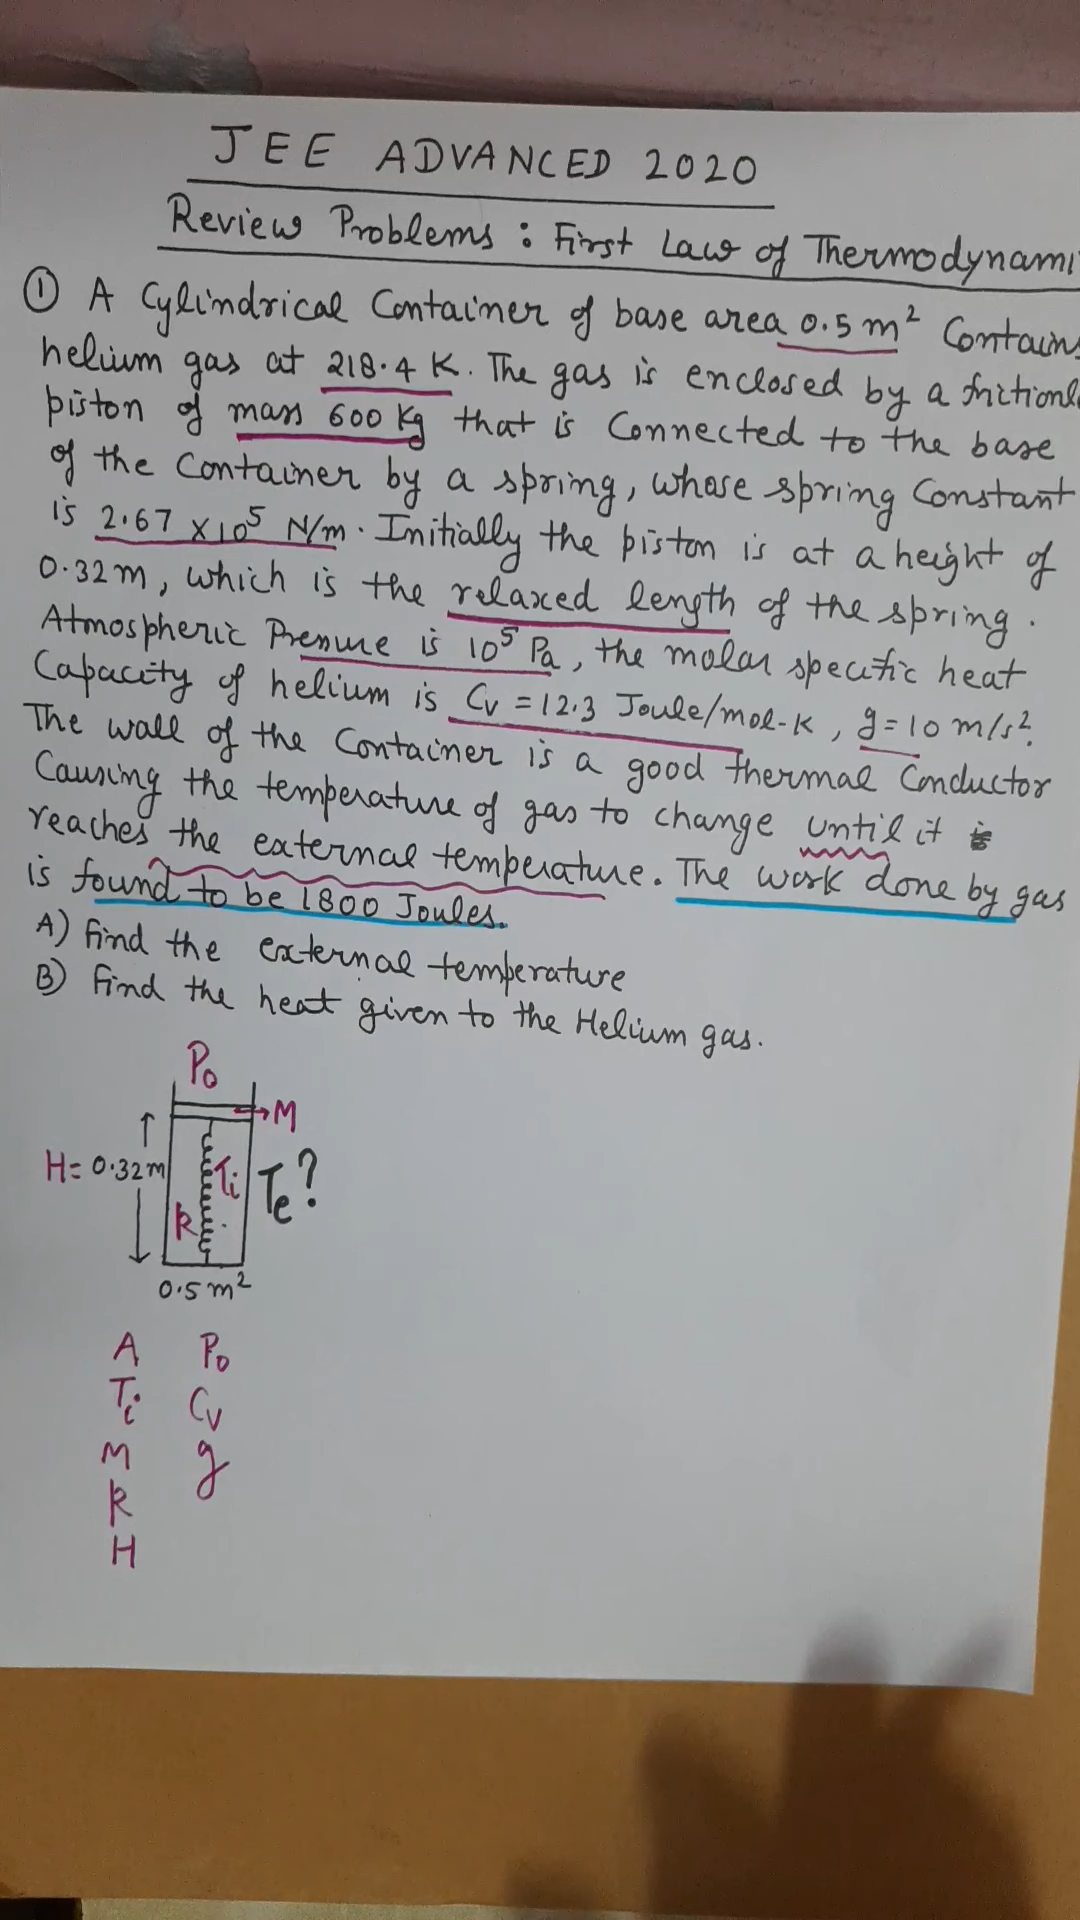 JEE ADVANCED 2020
Review Problems : First Law of Thermodynami
① A Cylindrical Container of base area 0.5 m² Contains
helium gas at 218.4 K. The gas is enclosed by a frictionl
piston of mass 600 Kg that is Connected to the base
of the Container by a spring, whose spring Constant
is 2.67 x10⁵ N/m. Initially the piston is at a height of
0.32m, which is the relaxed length of the spring.
Atmospheric Pressure is 10⁵ Pa, the molar specific heat
Capacity of helium is Cv = 12.3 Joule/mol-K, g = 10 m/s².
The wall of the Container is a good thermal Conductor
Causing the temperature of gas to change until it
reaches the external temperature. The work done by gas
is found to be 1800 Joules.
A) find the external temperature
B) find the heat given to the Helium gas.
P₀
M
H = 0.32m
Ti
Te?
k
0.5 m²
A P₀
Ti Cv
M g
k
H